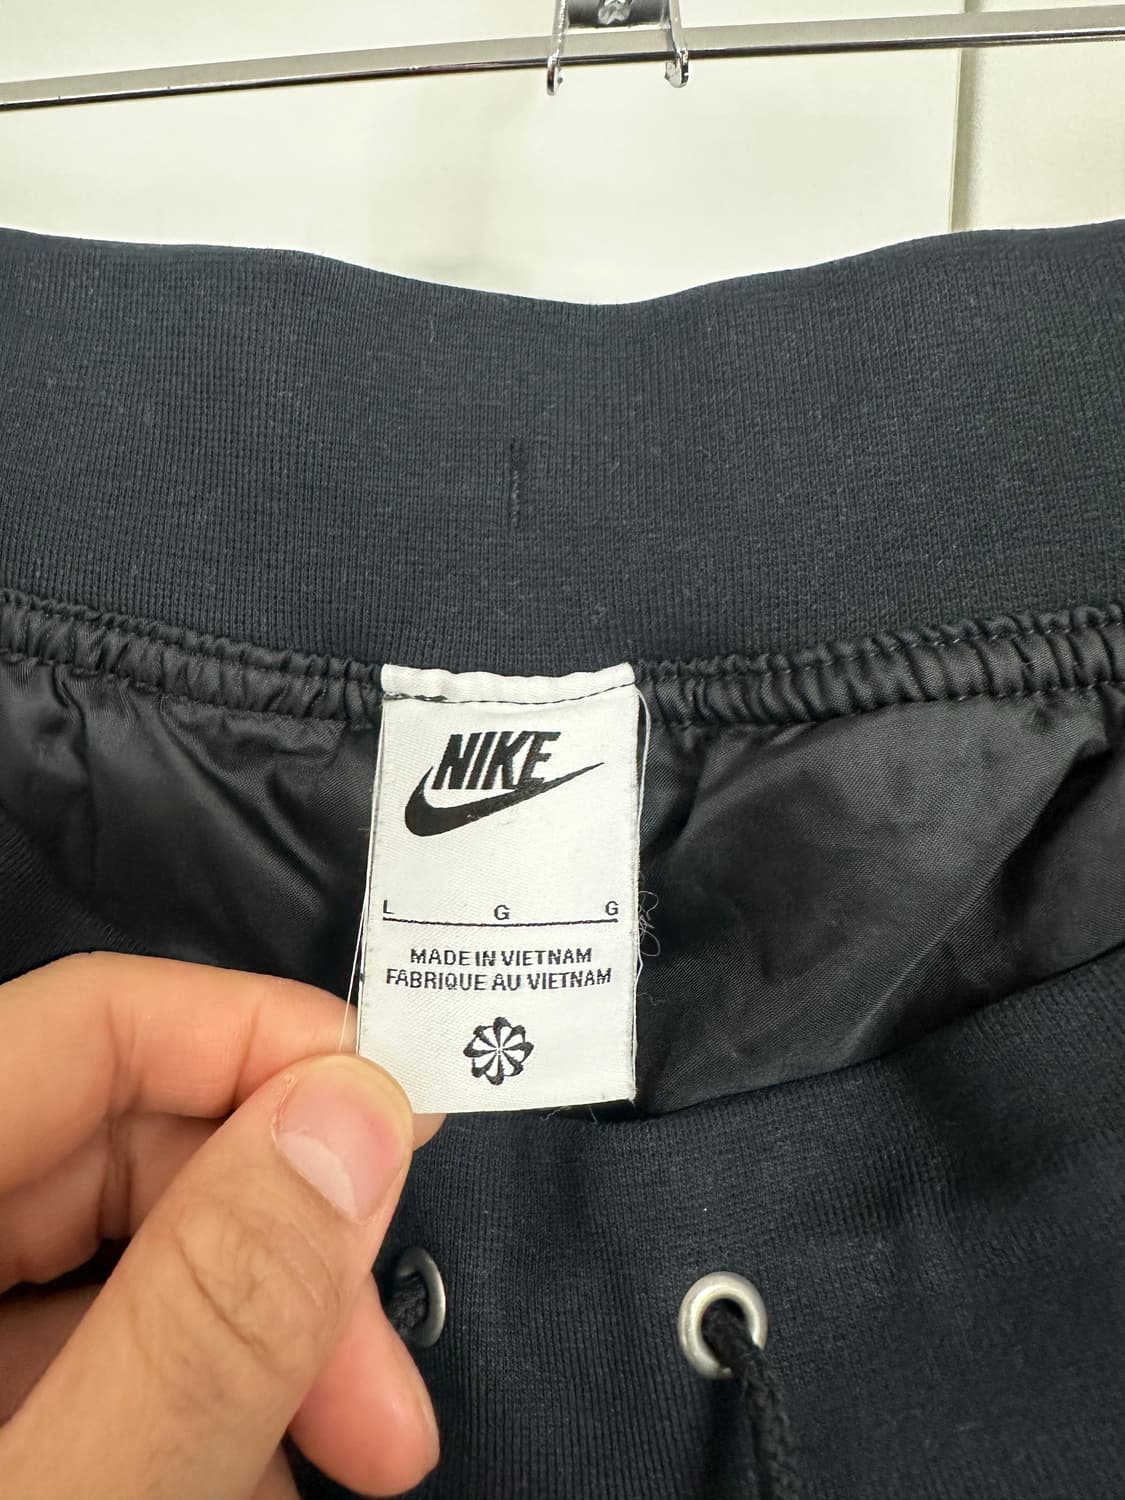 NIKE
L G G
MADE IN VIETNAM
FABRIQUE AU VIETNAM